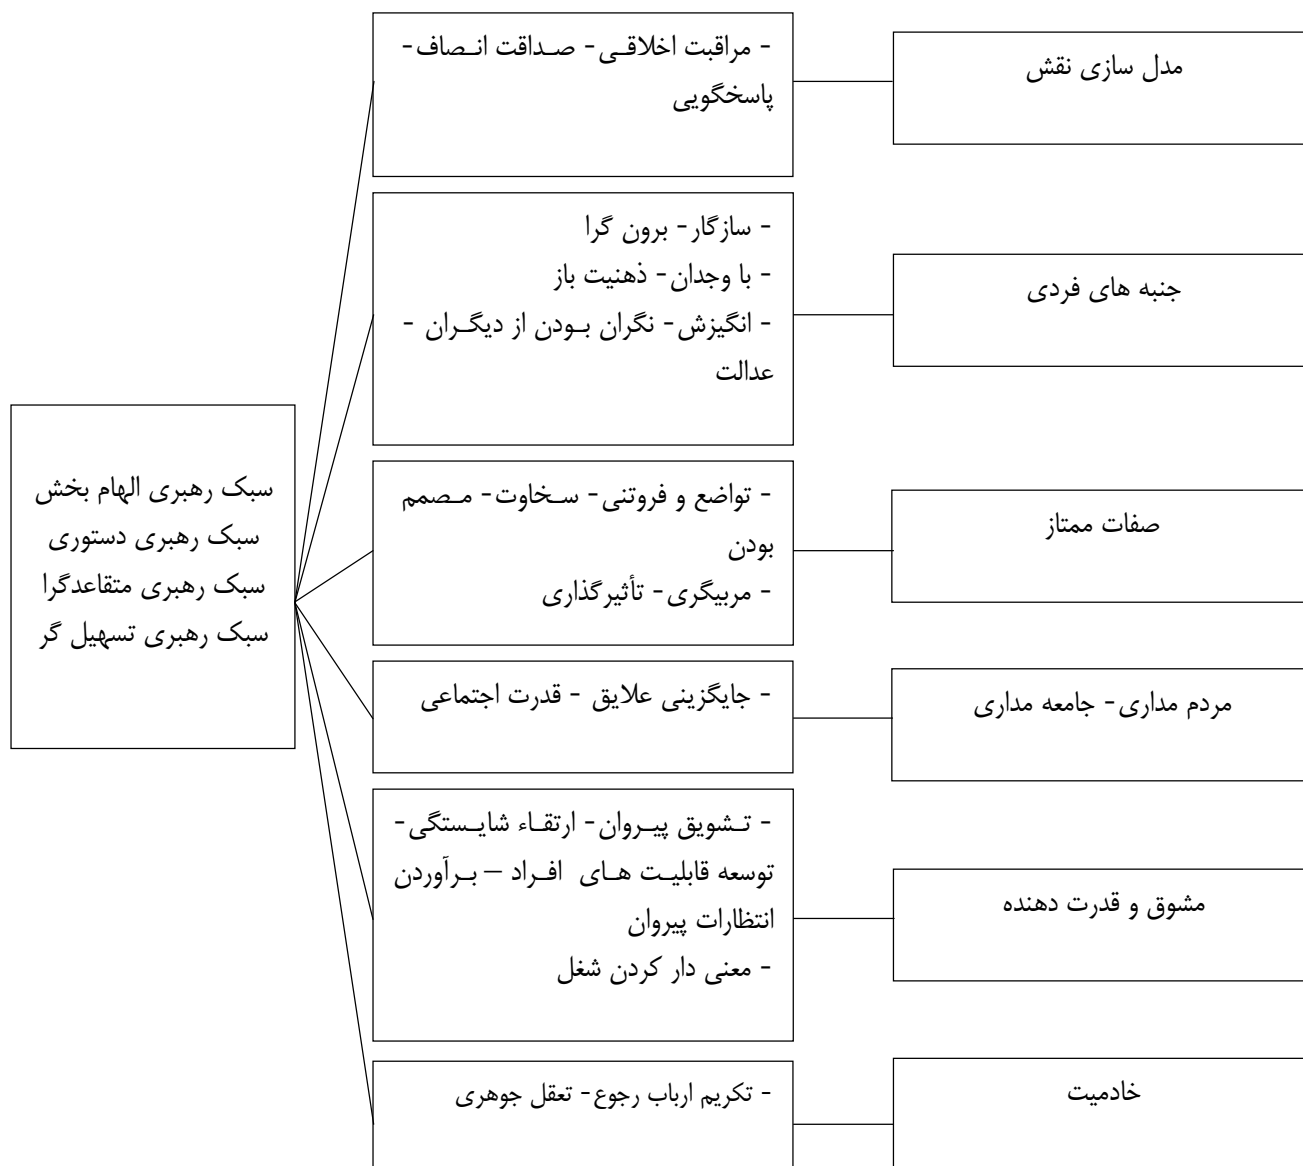 مدل سازی نقش
- مراقبت اخلاقی- صداقت انصاف-
پاسخگویی
جنبه های فردی
- سازگار- برون گرا
- با وجدان- ذهنیت باز
- انگیزش- نگران بودن از دیگران -
عدالت
صفات ممتاز
- تواضع و فروتنی- سخاوت- مصمم
بودن
- مربیگری- تأثیرگذاری
مردم مداری- جامعه مداری
- جایگزینی علایق - قدرت اجتماعی
مشوق و قدرت دهنده
- تشویق پیروان- ارتقاء شایستگی-
توسعه قابلیت های افراد – برآوردن
انتظارات پیروان
- معنی دار کردن شغل
خادمیت
- تکریم ارباب رجوع- تعقل جوهری
سبک رهبری الهام بخش
سبک رهبری دستوری
سبک رهبری متقاعدگرا
سبک رهبری تسهیل گر